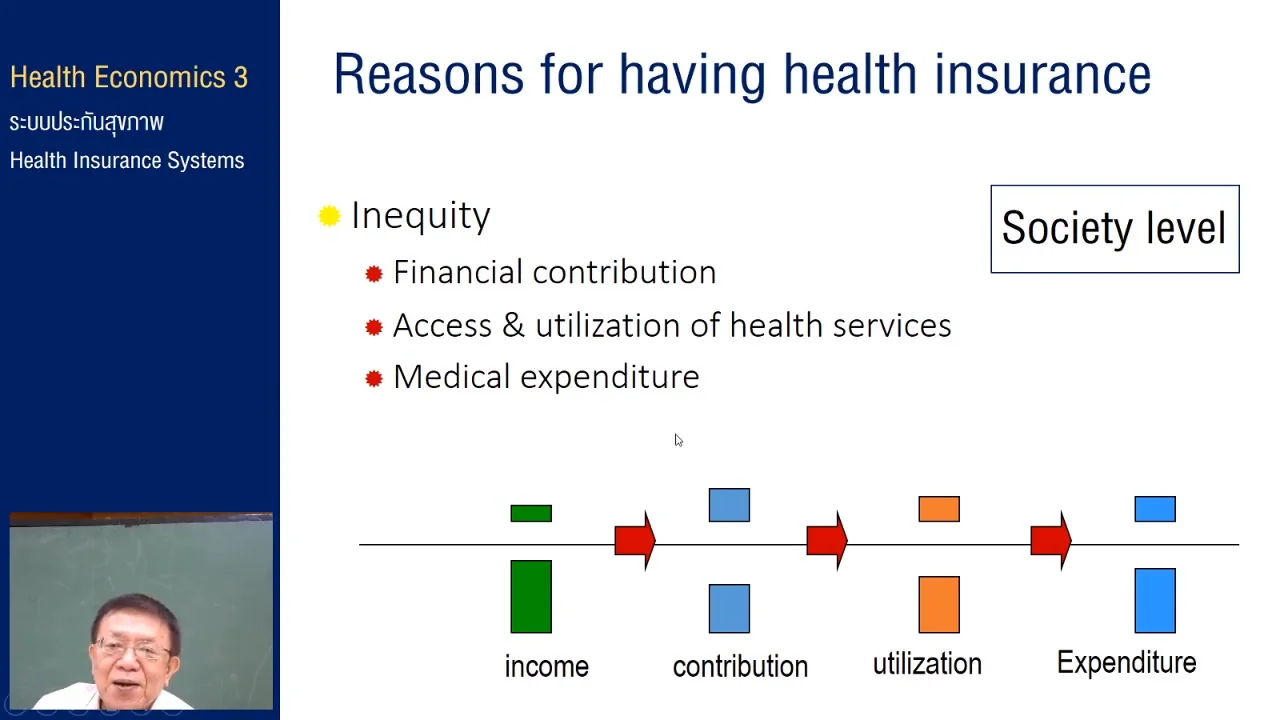 Health Economics 3
ระบบประกันสุขภาพ
Health Insurance Systems
Reasons for having health insurance
Inequity
Financial contribution
Access & utilization of health services
Medical expenditure
Society level
income
contribution
utilization
Expenditure